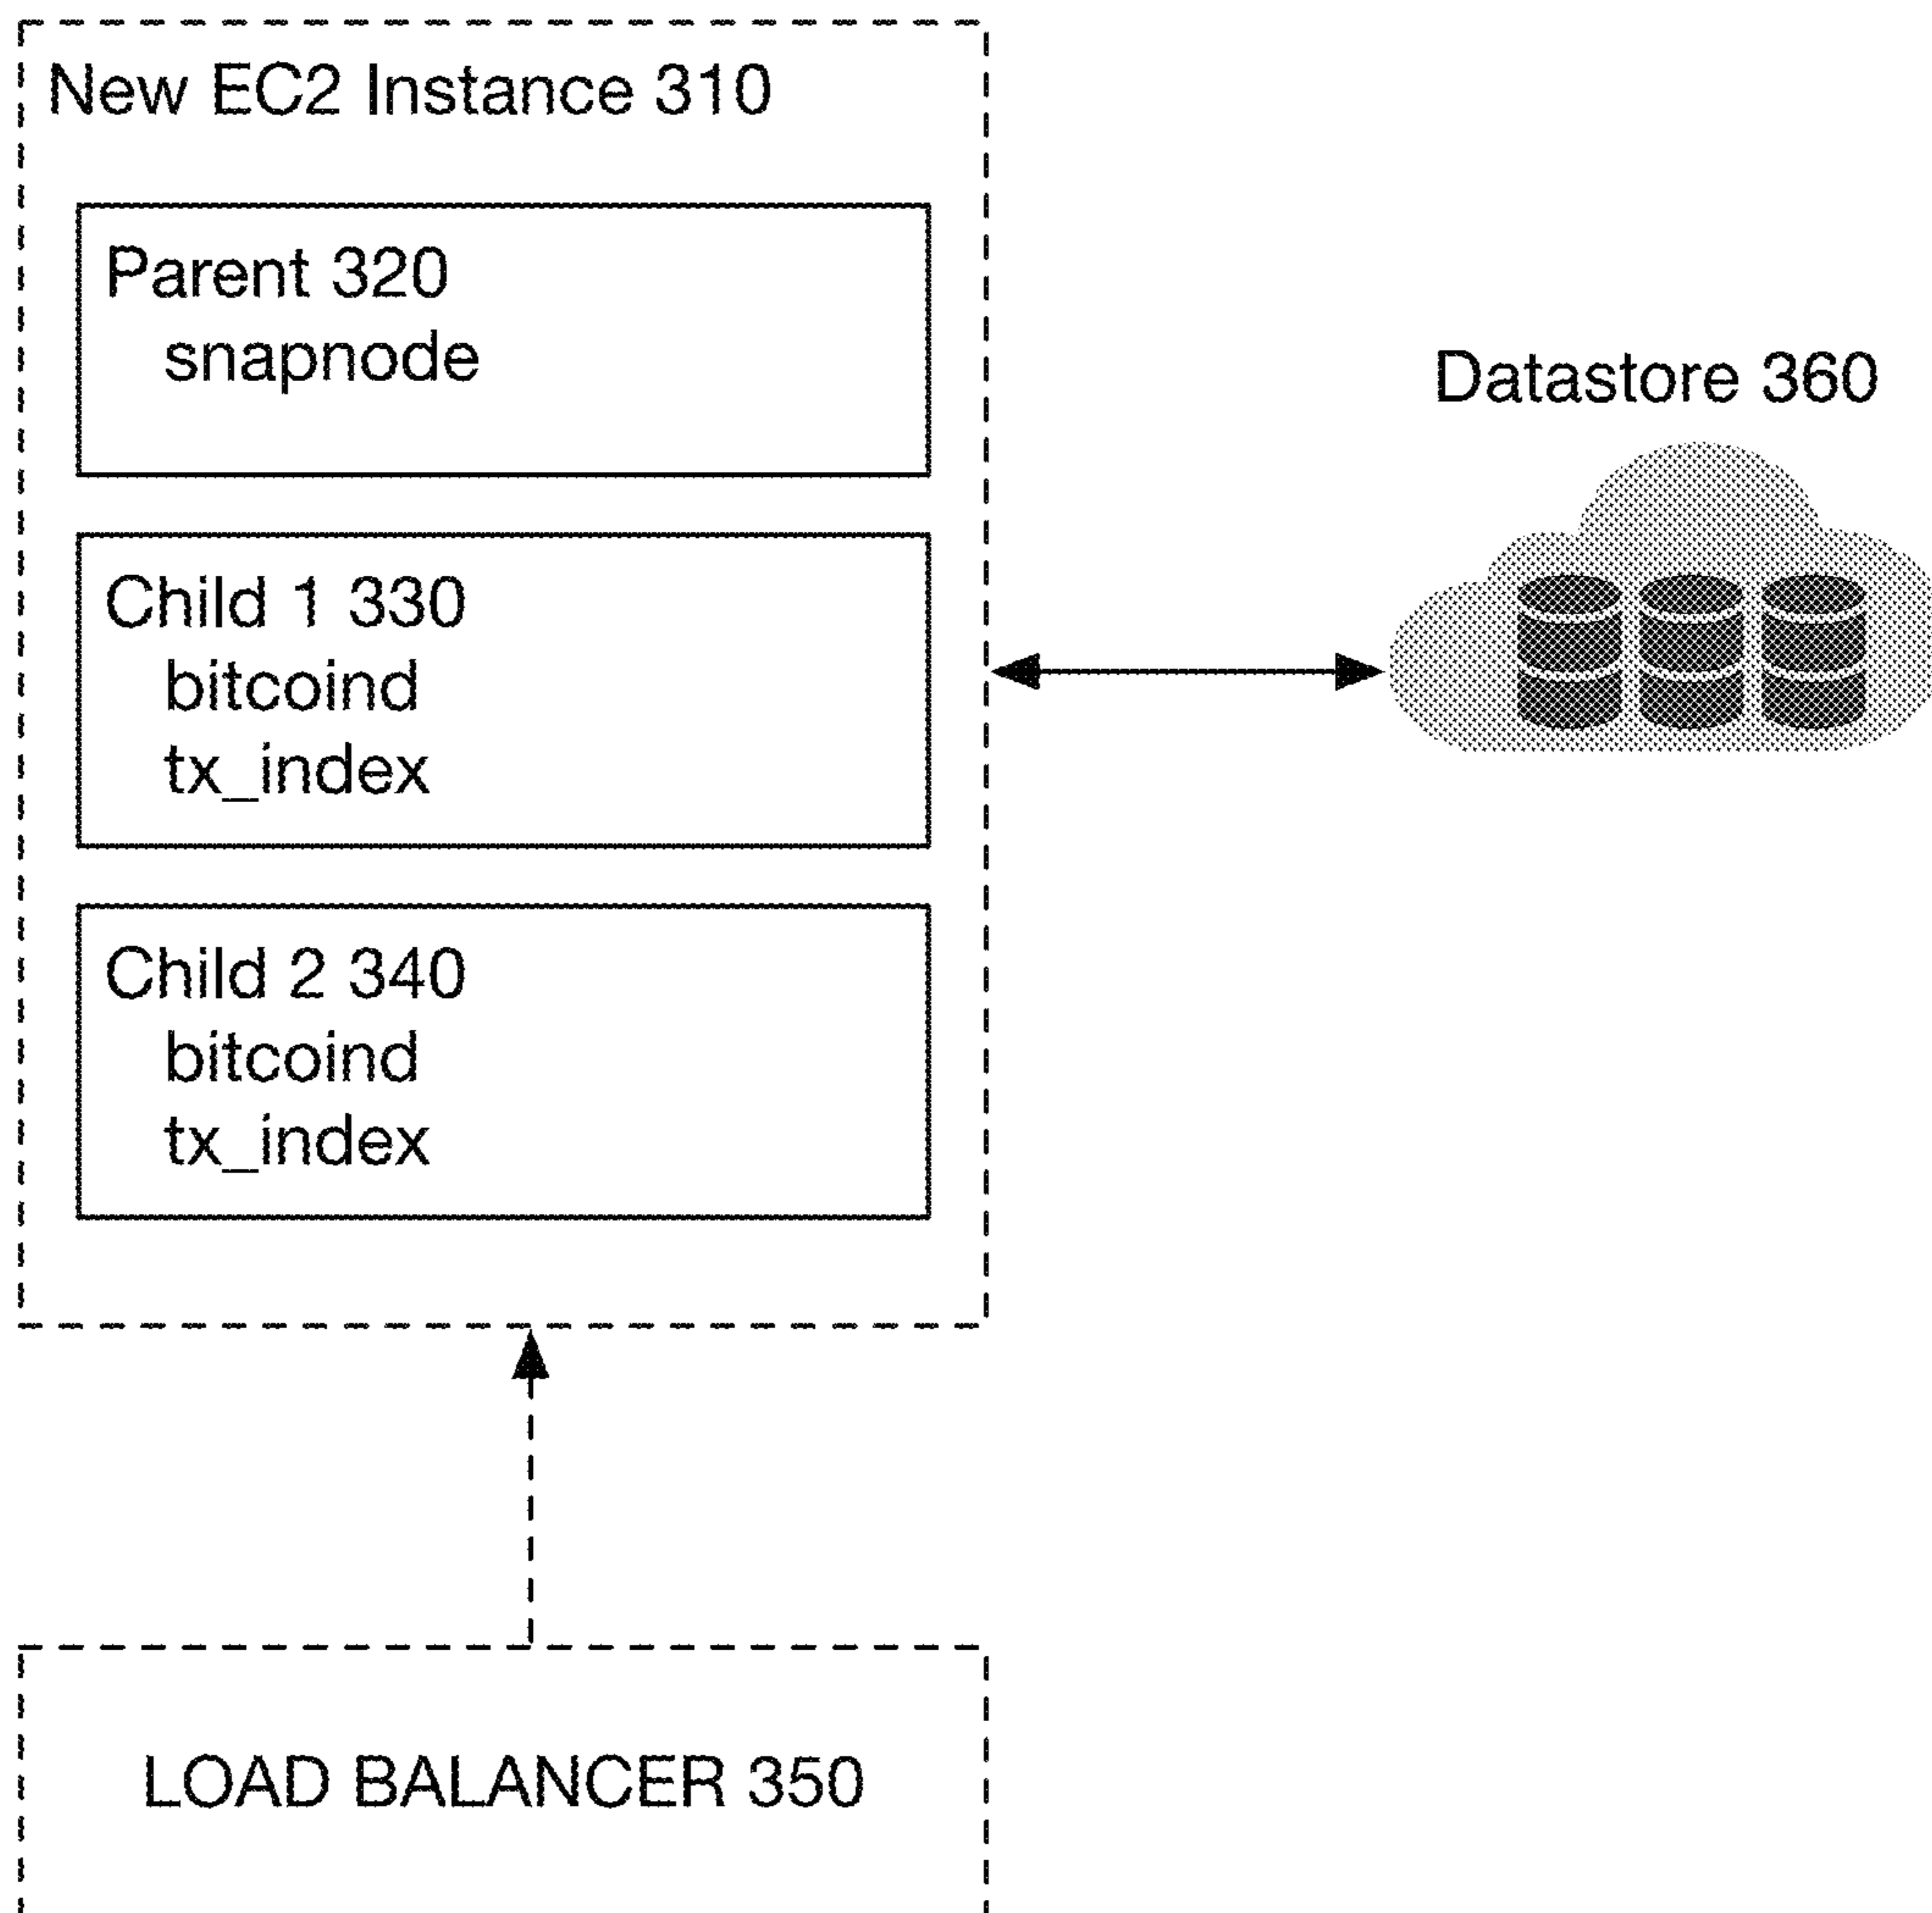 New EC2 Instance 310
Parent 320
snapnode
Child 1 330
bitcoind
tx_index
Child 2 340
bitcoind
tx_index
Datastore 360
LOAD BALANCER 350